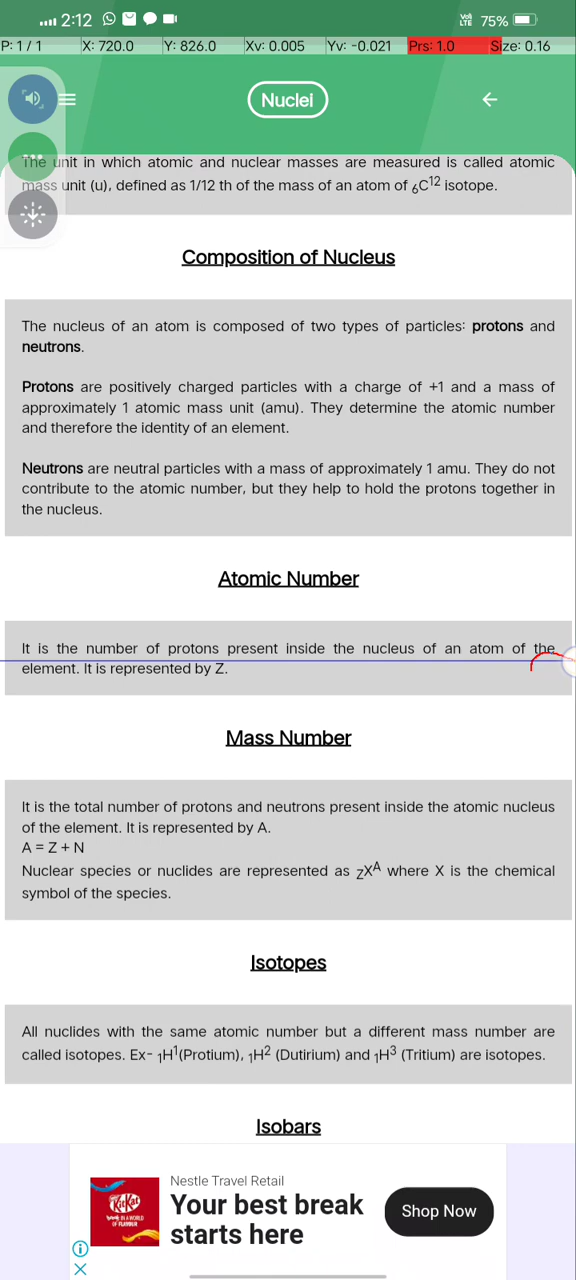 2:12
Vo) LTE 75%
P: 1 / 1 X: 720.0 Y: 826.0 Xv: 0.005 Yv: -0.021 Prs: 1.0 Size: 0.16
Nuclei
The unit in which atomic and nuclear masses are measured is called atomic
mass unit (u), defined as 1/12 th of the mass of an atom of ₆C¹² isotope.
Composition of Nucleus
The nucleus of an atom is composed of two types of particles: protons and
neutrons.
Protons are positively charged particles with a charge of +1 and a mass of
approximately 1 atomic mass unit (amu). They determine the atomic number
and therefore the identity of an element.
Neutrons are neutral particles with a mass of approximately 1 amu. They do not
contribute to the atomic number, but they help to hold the protons together in
the nucleus.
Atomic Number
It is the number of protons present inside the nucleus of an atom of the
element. It is represented by Z.
Mass Number
It is the total number of protons and neutrons present inside the atomic nucleus
of the element. It is represented by A.
A = Z + N
Nuclear species or nuclides are represented as zXᴬ where X is the chemical
symbol of the species.
Isotopes
All nuclides with the same atomic number but a different mass number are
called isotopes. Ex- ₁H¹(Protium), ₁H² (Dutirium) and ₁H³ (Tritium) are isotopes.
Isobars
Nestle Travel Retail
Your best break
starts here
Shop Now
KitKat